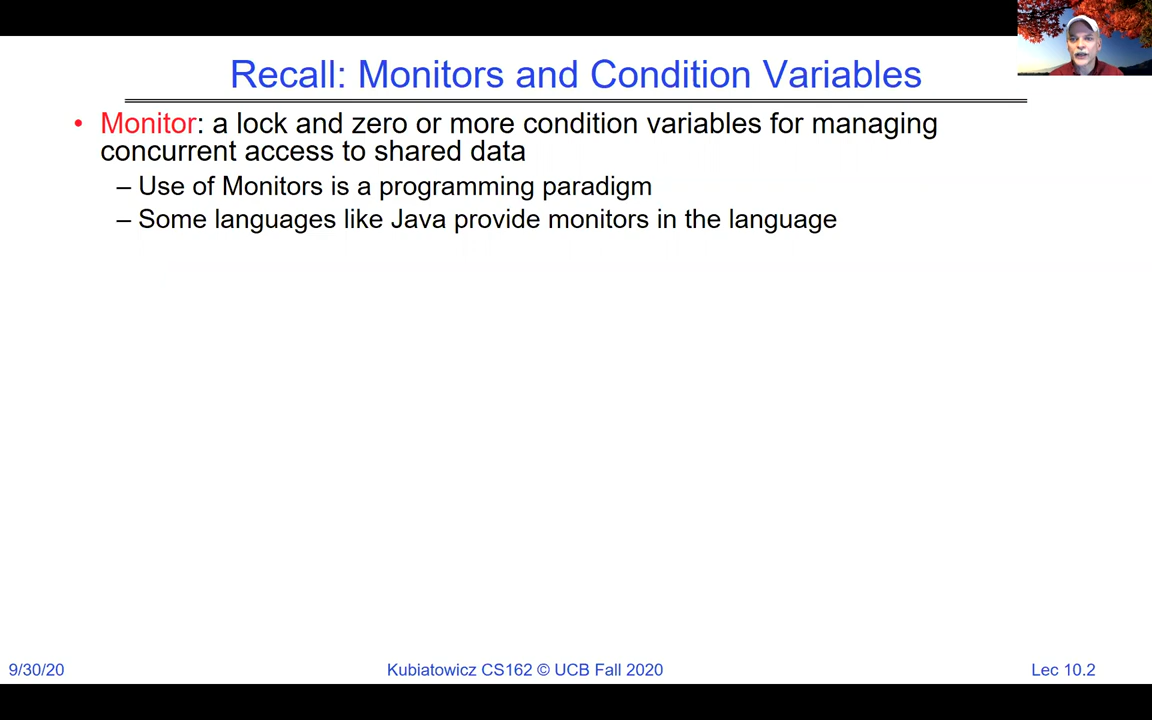 Recall: Monitors and Condition Variables
• Monitor: a lock and zero or more condition variables for managing
concurrent access to shared data
– Use of Monitors is a programming paradigm
– Some languages like Java provide monitors in the language
9/30/20
Kubiatowicz CS162 © UCB Fall 2020
Lec 10.2